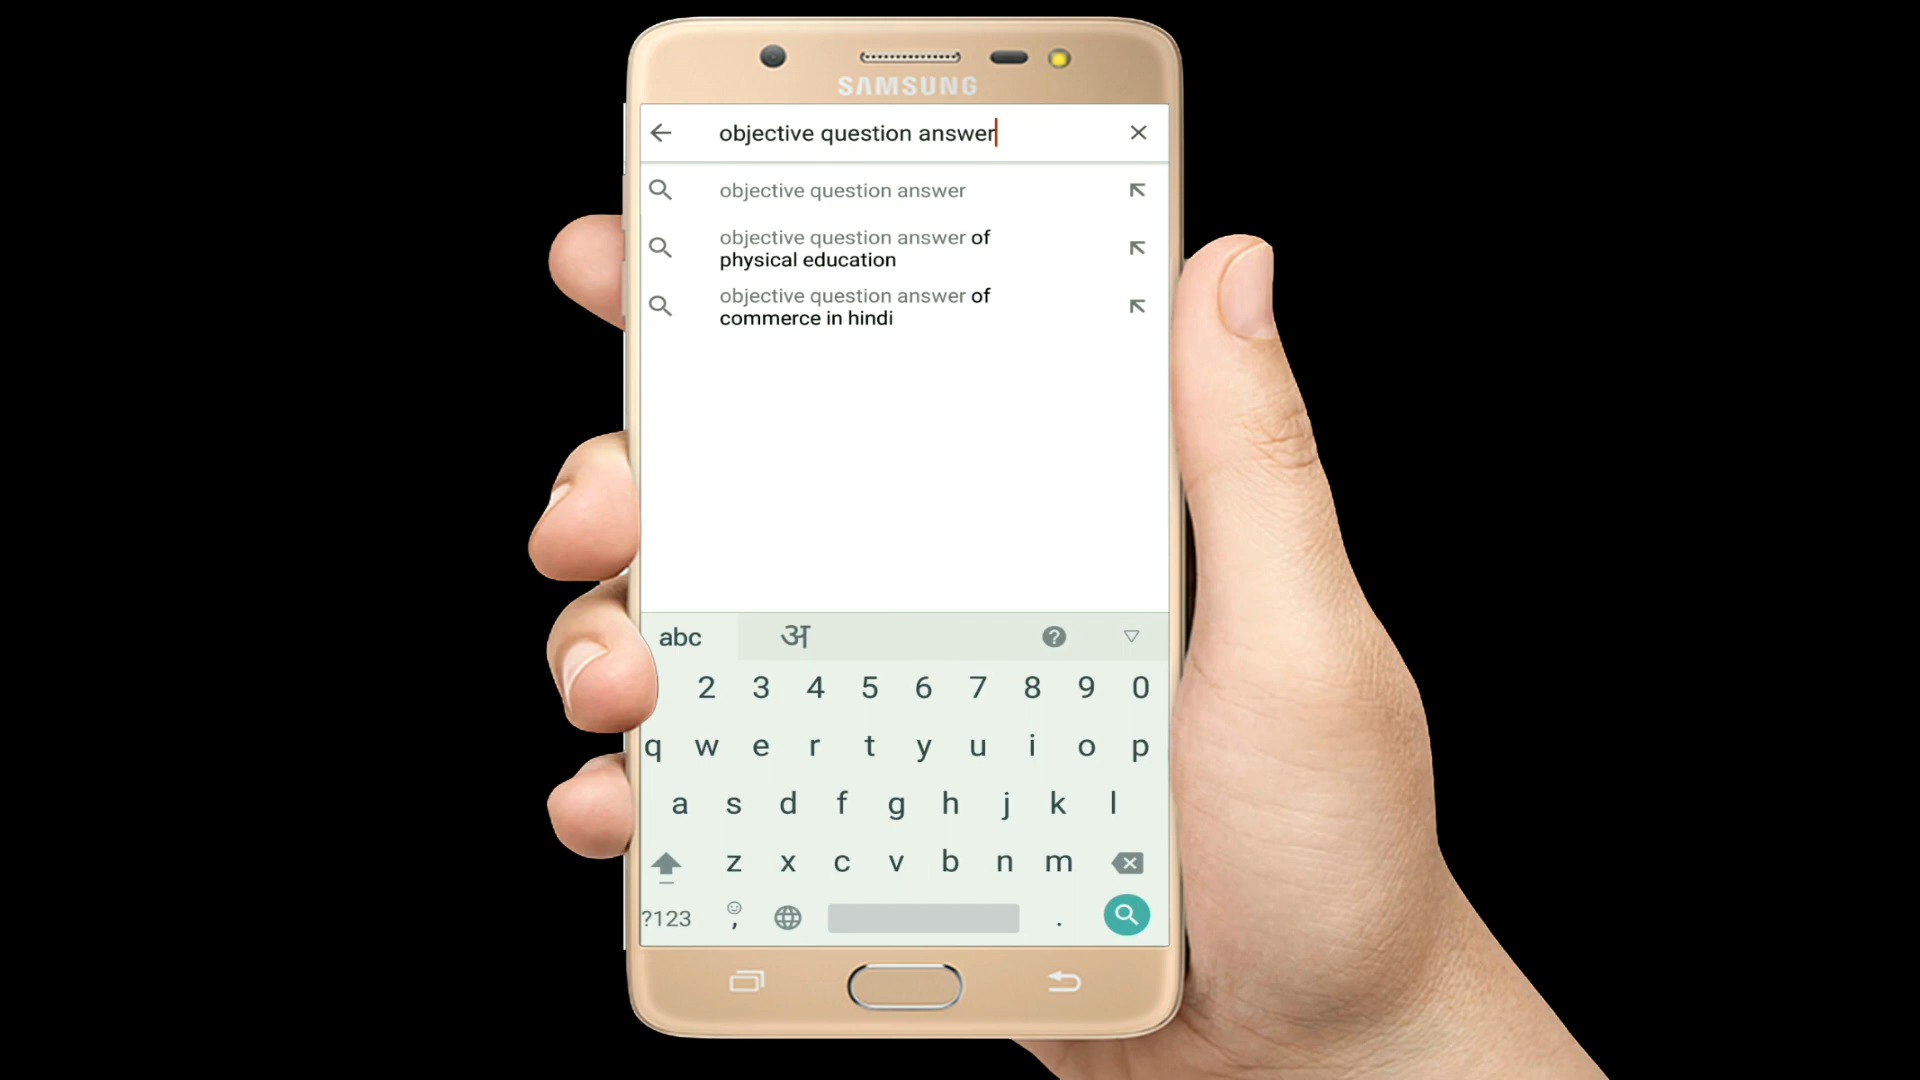 SAMSUNG
objective question answer
objective question answer
objective question answer of
physical education
objective question answer of
commerce in hindi
abc अ ?
2 3 4 5 6 7 8 9 0
q w e r t y u i o p
a s d f g h j k l
z x c v b n m
?123 , .